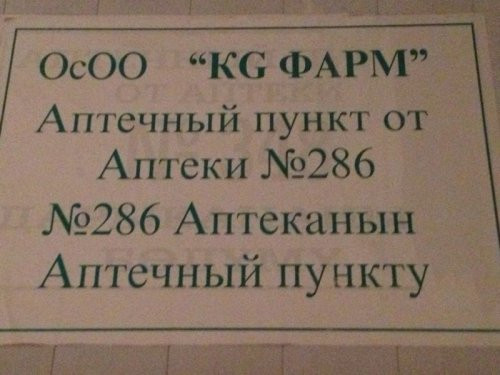 ОсОО “KG ФАРМ”
Аптечный пункт от
Аптеки №286
№286 Аптеканын
Аптечный пункту